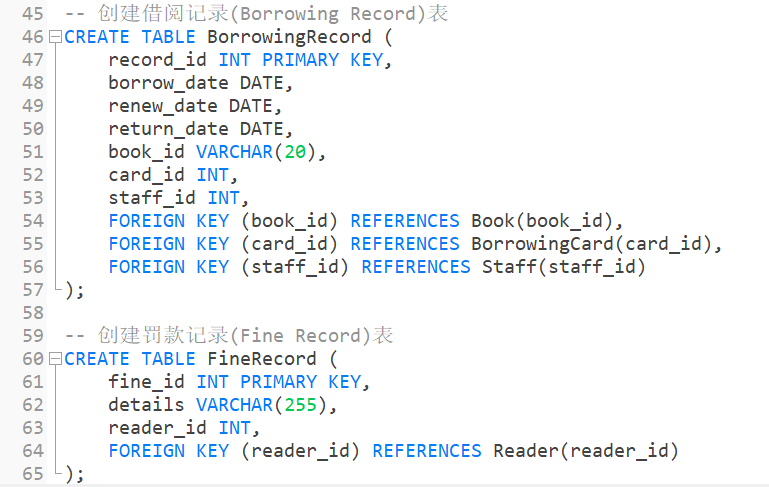 45 -- 创建借阅记录(Borrowing Record)表
46 CREATE TABLE BorrowingRecord (
47     record_id INT PRIMARY KEY,
48     borrow_date DATE,
49     renew_date DATE,
50     return_date DATE,
51     book_id VARCHAR(20),
52     card_id INT,
53     staff_id INT,
54     FOREIGN KEY (book_id) REFERENCES Book(book_id),
55     FOREIGN KEY (card_id) REFERENCES BorrowingCard(card_id),
56     FOREIGN KEY (staff_id) REFERENCES Staff(staff_id)
57 );
58
59 -- 创建罚款记录(Fine Record)表
60 CREATE TABLE FineRecord (
61     fine_id INT PRIMARY KEY,
62     details VARCHAR(255),
63     reader_id INT,
64     FOREIGN KEY (reader_id) REFERENCES Reader(reader_id)
65 );